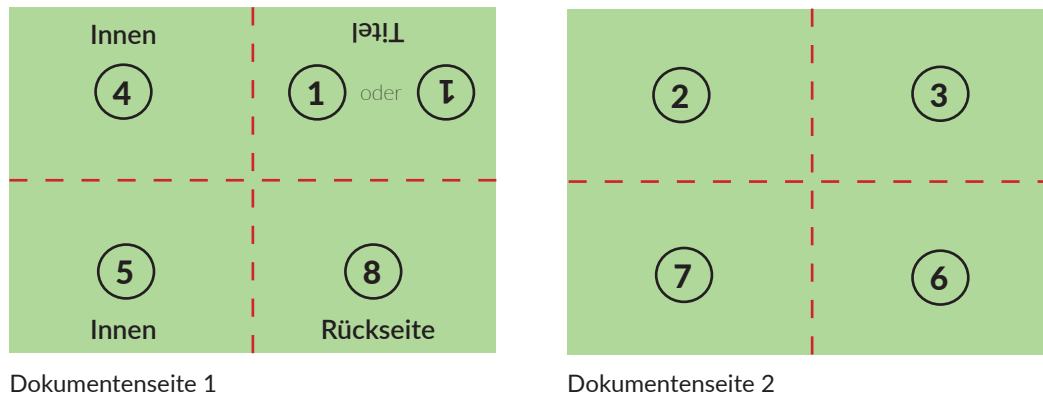 Innen
Titel
4
1 oder 1
2
3
5
8
7
6
Innen
Rückseite
Dokumentenseite 1
Dokumentenseite 2